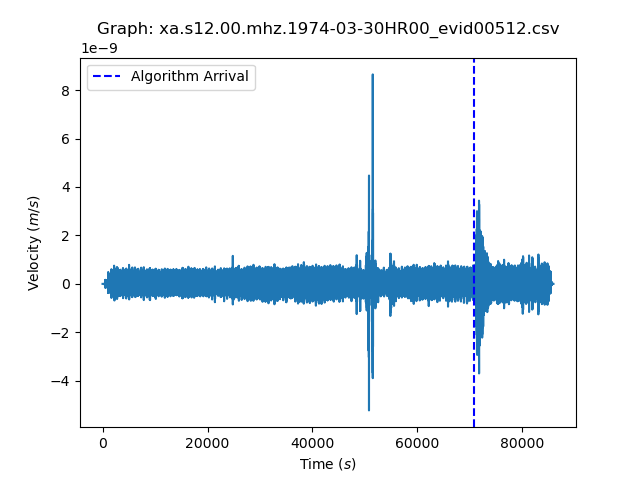 Graph: xa.s12.00.mhz.1974-03-30HR00_evid00512.csv
1e−9
Algorithm Arrival
8
6
4
2
0
−2
−4
Velocity (m/s)
0 20000 40000 60000 80000
Time (s)